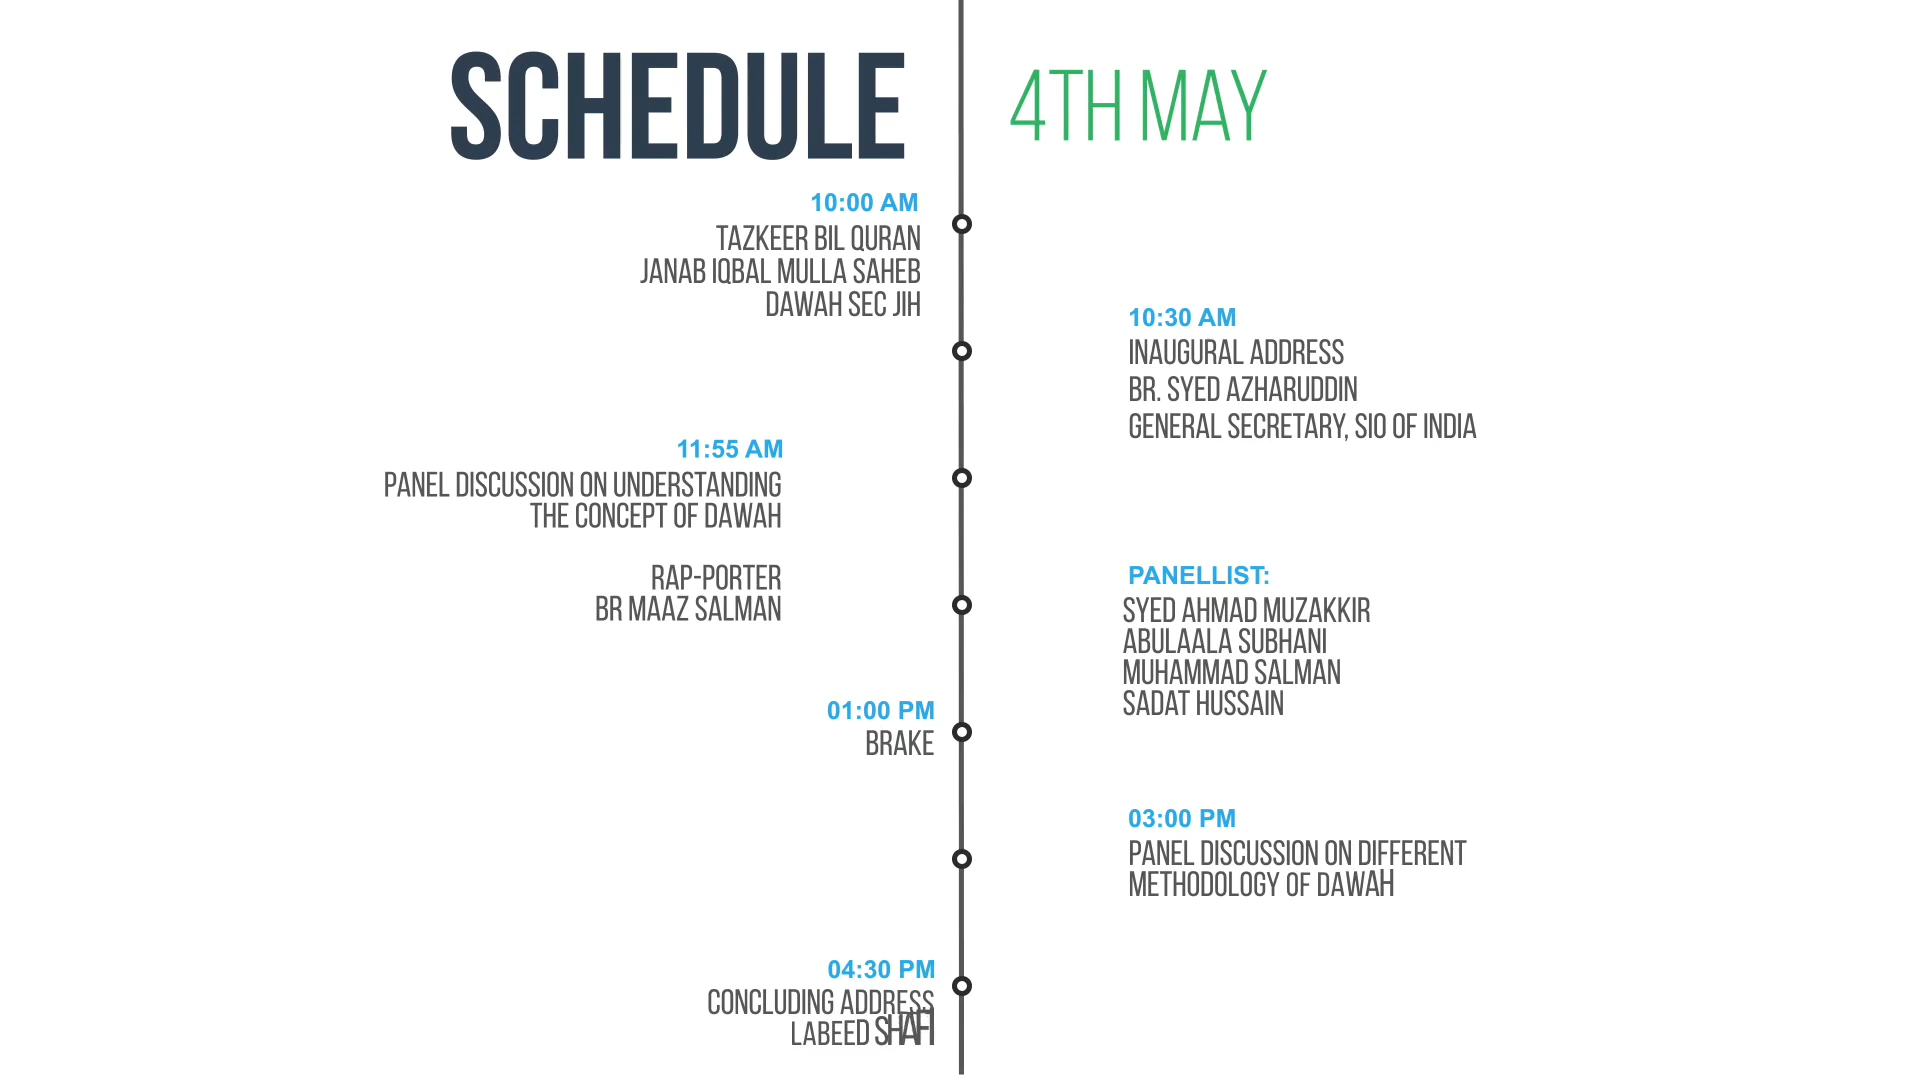 SCHEDULE
4TH MAY
10:00 AM
TAZKEER BIL QURAN
JANAB IQBAL MULLA SAHEB
DAWAH SEC JIH
10:30 AM
INAUGURAL ADDRESS
BR. SYED AZHARUDDIN
GENERAL SECRETARY, SIO OF INDIA
11:55 AM
PANEL DISCUSSION ON UNDERSTANDING
THE CONCEPT OF DAWAH
RAP-PORTER
BR MAAZ SALMAN
PANELLIST:
SYED AHMAD MUZAKKIR
ABULAALA SUBHANI
MUHAMMAD SALMAN
SADAT HUSSAIN
01:00 PM
BRAKE
03:00 PM
PANEL DISCUSSION ON DIFFERENT
METHODOLOGY OF DAWAH
04:30 PM
CONCLUDING ADDRESS
LABEED SHAFI